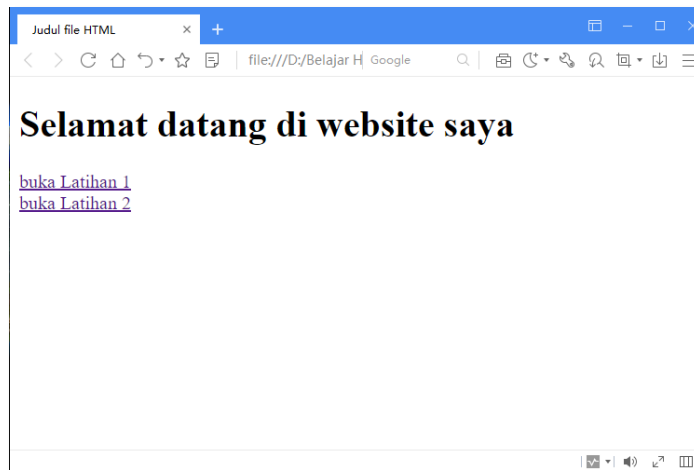 Judul file HTML
file:///D:/Belajar H Google
Selamat datang di website saya
buka Latihan 1
buka Latihan 2